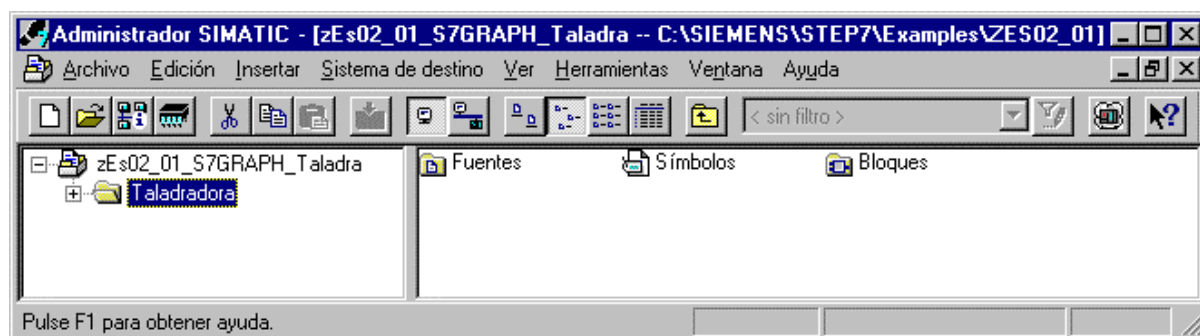 Administrador SIMATIC - [zEs02_01_S7GRAPH_Taladra -- C:\SIEMENS\STEP7\Examples\ZES02_01]
Archivo Edición Insertar Sistema de destino Ver Herramientas Ventana Ayuda
< sin filtro >
zEs02_01_S7GRAPH_Taladra
Taladradora
Fuentes Símbolos Bloques
Pulse F1 para obtener ayuda.